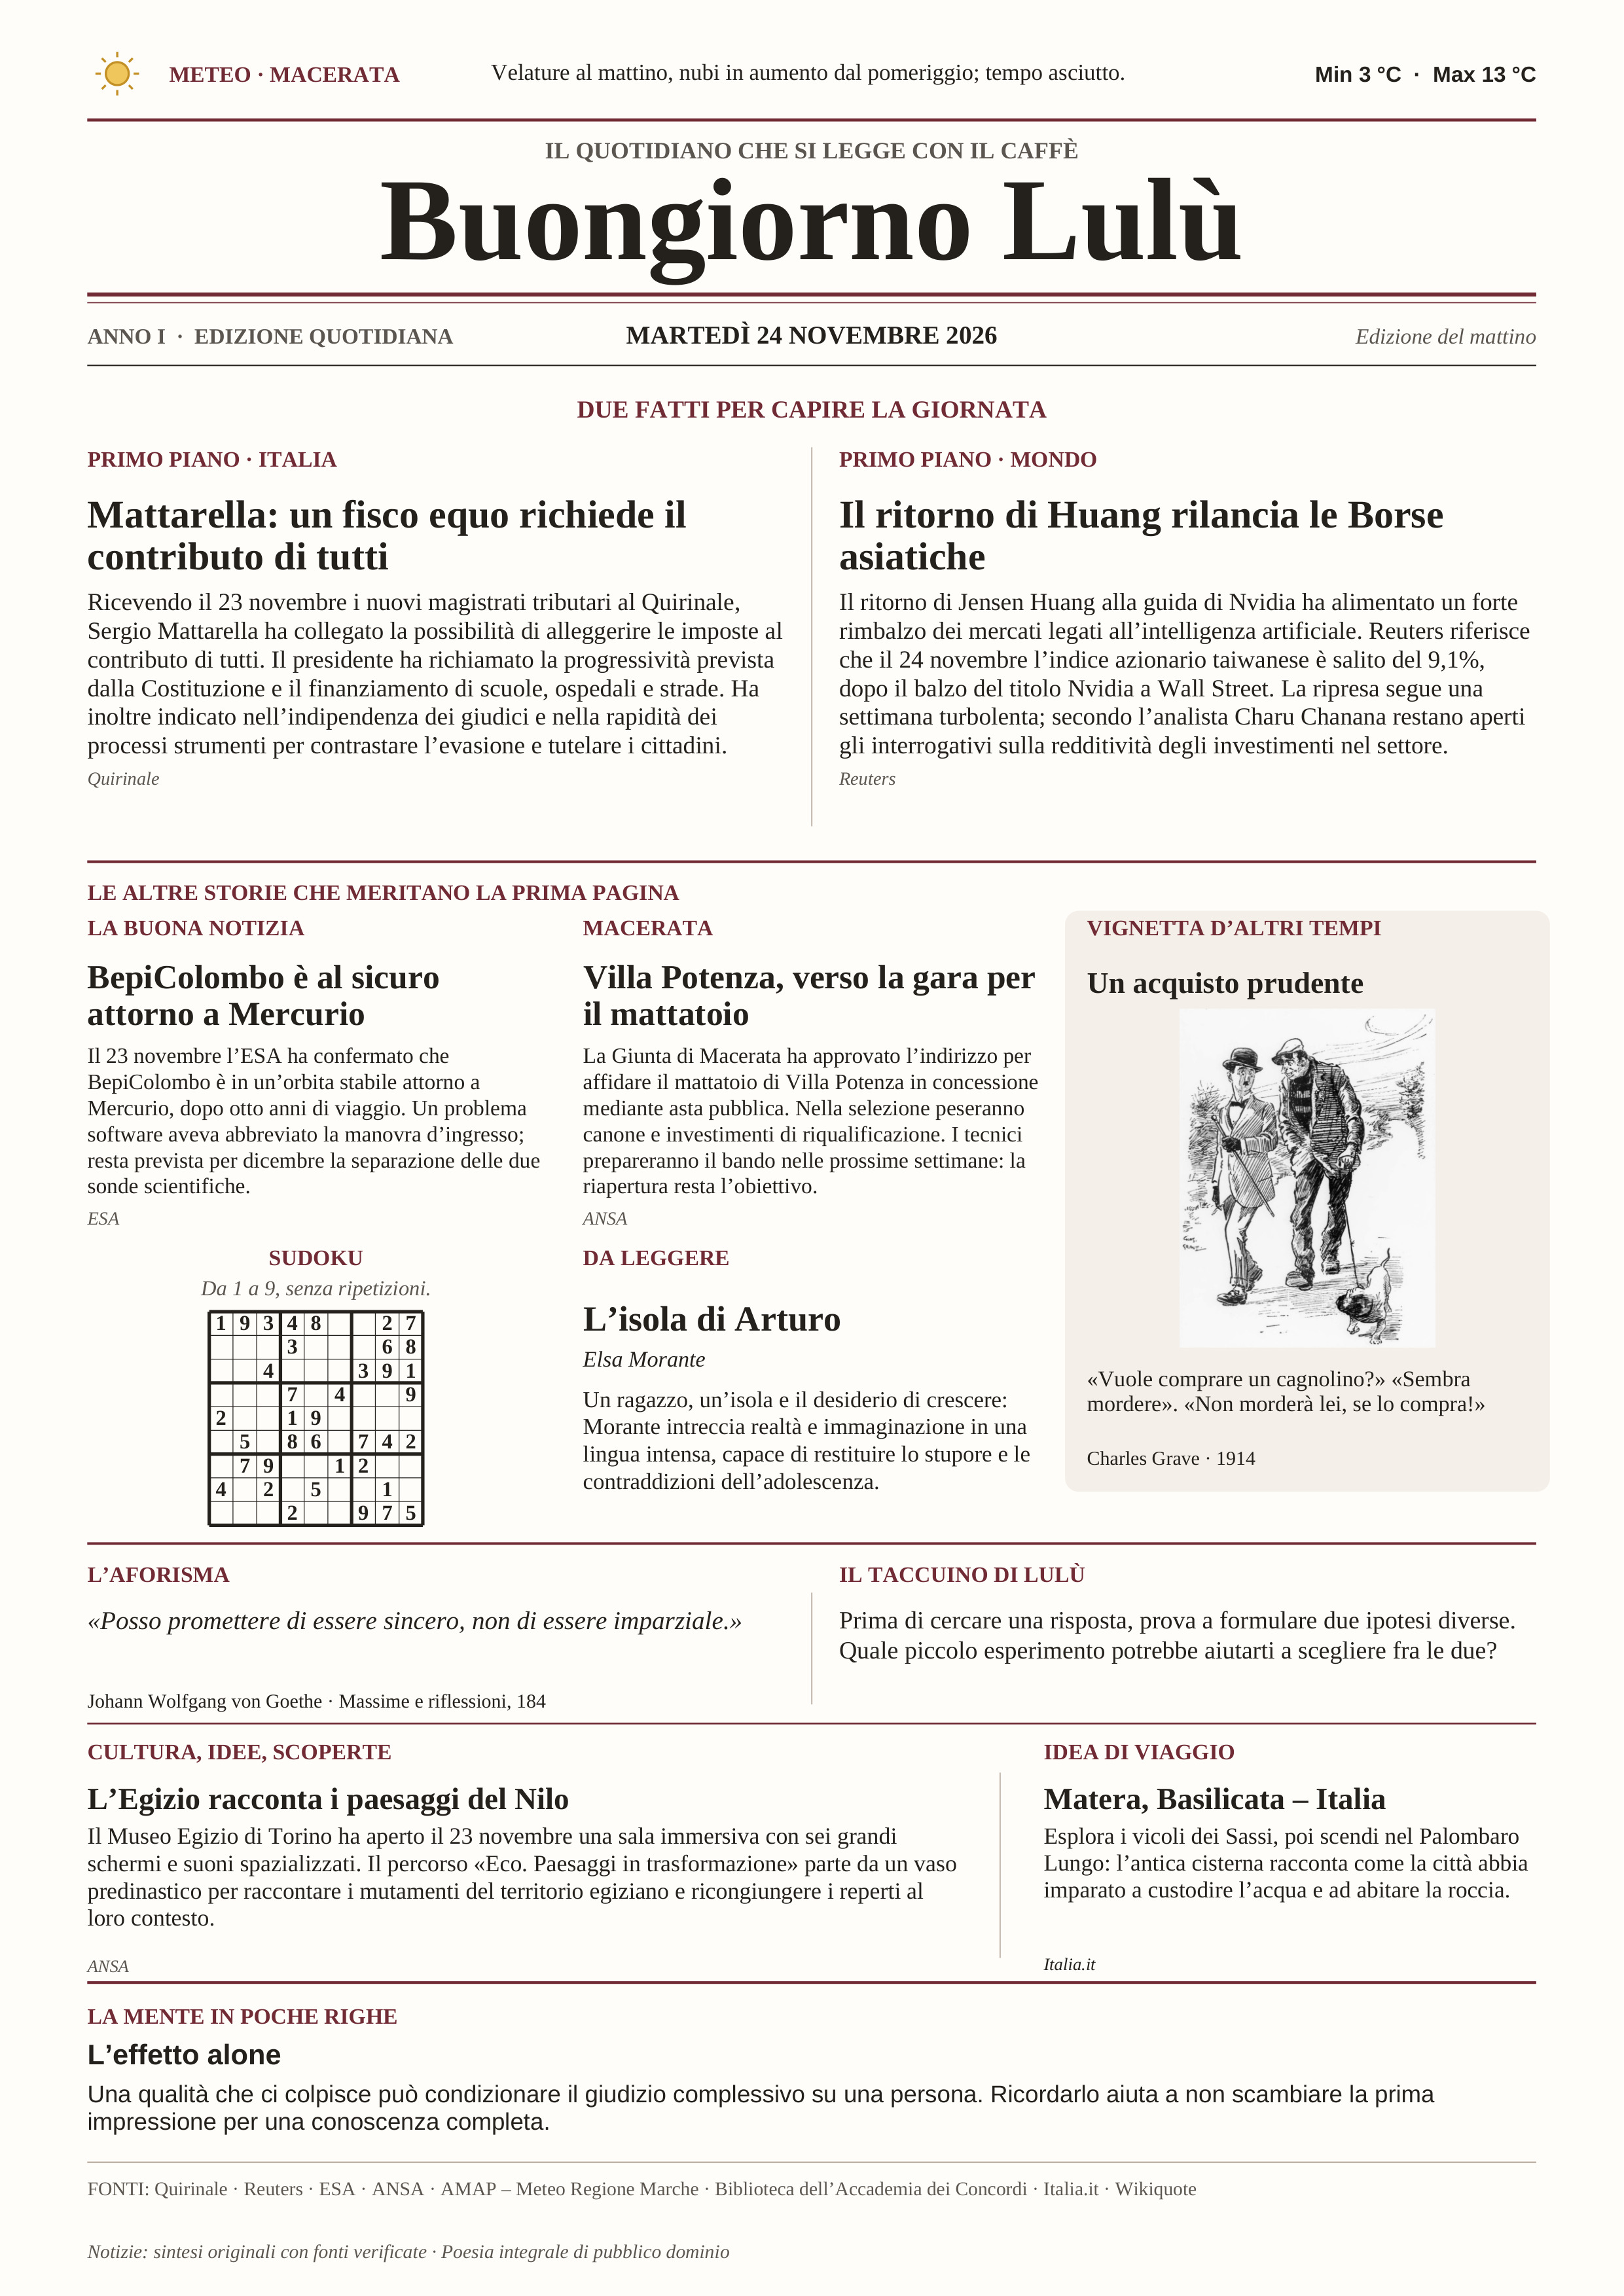 METEO · MACERATA
Velature al mattino, nubi in aumento dal pomeriggio; tempo asciutto.
Min 3 °C · Max 13 °C
IL QUOTIDIANO CHE SI LEGGE CON IL CAFFÈ
Buongiorno Lulù
ANNO I · EDIZIONE QUOTIDIANA
MARTEDÌ 24 NOVEMBRE 2026
Edizione del mattino
DUE FATTI PER CAPIRE LA GIORNATA
PRIMO PIANO · ITALIA
Mattarella: un fisco equo richiede il
contributo di tutti
Ricevendo il 23 novembre i nuovi magistrati tributari al Quirinale,
Sergio Mattarella ha collegato la possibilità di alleggerire le imposte al
contributo di tutti. Il presidente ha richiamato la progressività prevista
dalla Costituzione e il finanziamento di scuole, ospedali e strade. Ha
inoltre indicato nell’indipendenza dei giudici e nella rapidità dei
processi strumenti per contrastare l’evasione e tutelare i cittadini.
Quirinale
PRIMO PIANO · MONDO
Il ritorno di Huang rilancia le Borse
asiatiche
Il ritorno di Jensen Huang alla guida di Nvidia ha alimentato un forte
rimbalzo dei mercati legati all’intelligenza artificiale. Reuters riferisce
che il 24 novembre l’indice azionario taiwanese è salito del 9,1%,
dopo il balzo del titolo Nvidia a Wall Street. La ripresa segue una
settimana turbolenta; secondo l’analista Charu Chanana restano aperti
gli interrogativi sulla redditività degli investimenti nel settore.
Reuters
LE ALTRE STORIE CHE MERITANO LA PRIMA PAGINA
LA BUONA NOTIZIA
BepiColombo è al sicuro
attorno a Mercurio
Il 23 novembre l’ESA ha confermato che
BepiColombo è in un’orbita stabile attorno a
Mercurio, dopo otto anni di viaggio. Un problema
software aveva abbreviato la manovra d’ingresso;
resta prevista per dicembre la separazione delle due
sonde scientifiche.
ESA
MACERATA
Villa Potenza, verso la gara per
il mattatoio
La Giunta di Macerata ha approvato l’indirizzo per
affidare il mattatoio di Villa Potenza in concessione
mediante asta pubblica. Nella selezione peseranno
canone e investimenti di riqualificazione. I tecnici
prepareranno il bando nelle prossime settimane: la
riapertura resta l’obiettivo.
ANSA
VIGNETTA D’ALTRI TEMPI
Un acquisto prudente
«Vuole comprare un cagnolino?» «Sembra
mordere». «Non morderà lei, se lo compra!»
Charles Grave · 1914
SUDOKU
Da 1 a 9, senza ripetizioni.
1 9 3 4 8 2 7
3 6 8
4 3 9 1
7 4 9
2 1 9
5 8 6 7 4 2
7 9 1 2
4 2 5 1
2 9 7 5
DA LEGGERE
L’isola di Arturo
Elsa Morante
Un ragazzo, un’isola e il desiderio di crescere:
Morante intreccia realtà e immaginazione in una
lingua intensa, capace di restituire lo stupore e le
contraddizioni dell’adolescenza.
L’AFORISMA
«Posso promettere di essere sincero, non di essere imparziale.»
Johann Wolfgang von Goethe · Massime e riflessioni, 184
IL TACCUINO DI LULÙ
Prima di cercare una risposta, prova a formulare due ipotesi diverse.
Quale piccolo esperimento potrebbe aiutarti a scegliere fra le due?
CULTURA, IDEE, SCOPERTE
L’Egizio racconta i paesaggi del Nilo
Il Museo Egizio di Torino ha aperto il 23 novembre una sala immersiva con sei grandi
schermi e suoni spazializzati. Il percorso «Eco. Paesaggi in trasformazione» parte da un vaso
predinastico per raccontare i mutamenti del territorio egiziano e ricongiungere i reperti al
loro contesto.
ANSA
IDEA DI VIAGGIO
Matera, Basilicata – Italia
Esplora i vicoli dei Sassi, poi scendi nel Palombaro
Lungo: l’antica cisterna racconta come la città abbia
imparato a custodire l’acqua e ad abitare la roccia.
Italia.it
LA MENTE IN POCHE RIGHE
L’effetto alone
Una qualità che ci colpisce può condizionare il giudizio complessivo su una persona. Ricordarlo aiuta a non scambiare la prima
impressione per una conoscenza completa.
FONTI: Quirinale · Reuters · ESA · ANSA · AMAP – Meteo Regione Marche · Biblioteca dell’Accademia dei Concordi · Italia.it · Wikiquote
Notizie: sintesi originali con fonti verificate · Poesia integrale di pubblico dominio